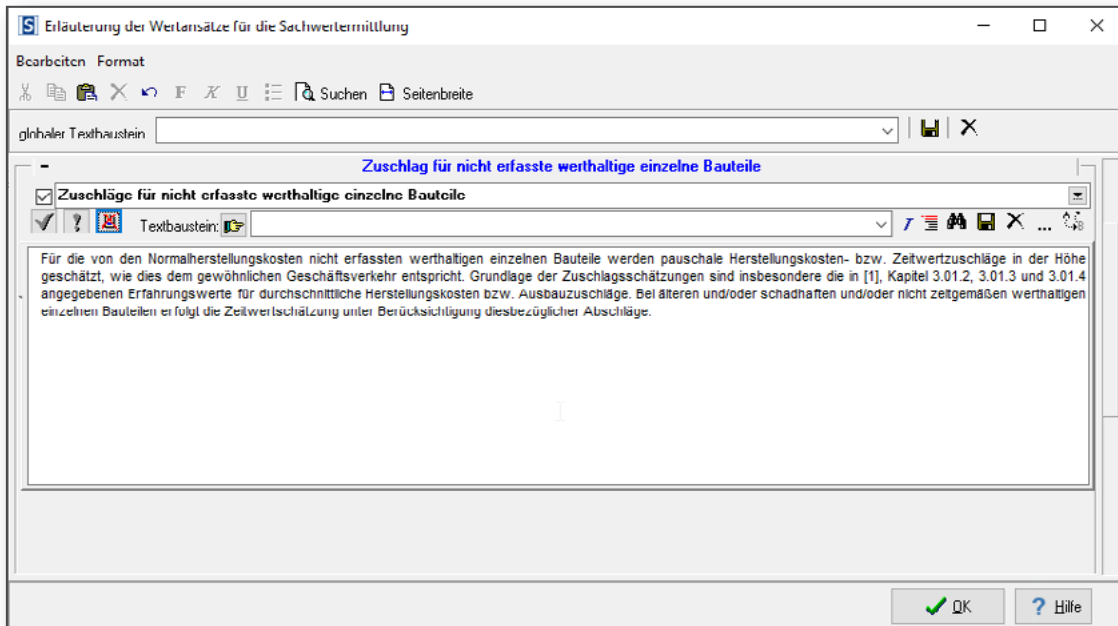 Erläuterung der Wertansätze für die Sachwertermittlung
Bearbeiten Format
F K U Suchen Seitenbreite
globaler Textbaustein
Zuschlag für nicht erfasste werthaltige einzelne Bauteile
Zuschläge für nicht erfasste werthaltige einzelne Bauteile
Textbaustein:
Für die von den Normalherstellungskosten nicht erfassten werthaltigen einzelnen Bauteile werden pauschale Herstellungskosten- bzw. Zeitwertzuschläge in der Höhe
geschätzt, wie dies dem gewöhnlichen Geschäftsverkehr entspricht. Grundlage der Zuschlagsschätzungen sind insbesondere die in [1], Kapitel 3.01.2, 3.01.3 und 3.01.4
angegebenen Erfahrungswerte für durchschnittliche Herstellungskosten bzw. Ausbauzuschläge. Bei älteren und/oder schadhaften und/oder nicht zeitgemäßen werthaltigen
einzelnen Bauteilen erfolgt die Zeitwertschätzung unter Berücksichtigung diesbezüglicher Abschläge.
OK ? Hilfe